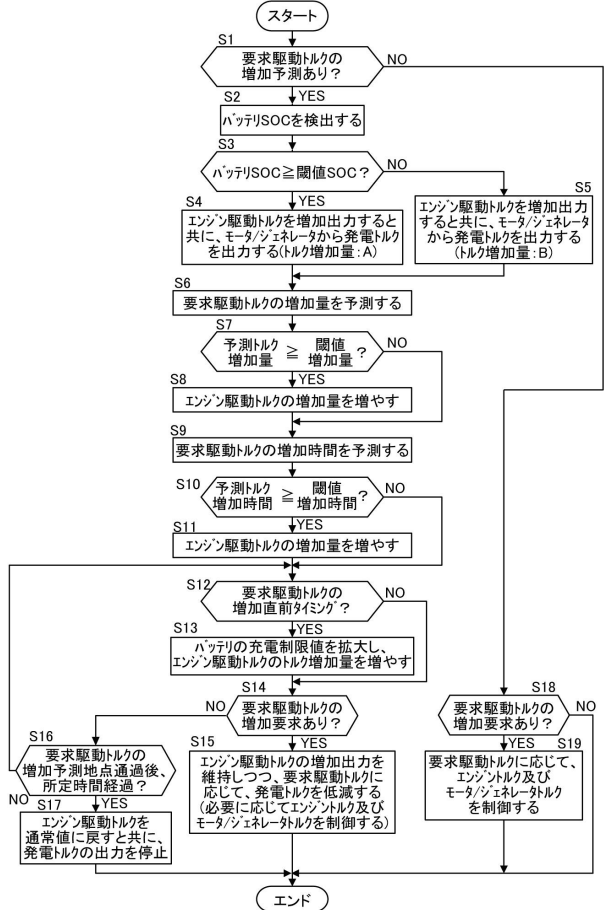 スタート
S1
要求駆動トルクの
増加予測あり？
NO
YES
S2
バッテリSOCを検出する
S3
バッテリSOC≧閾値SOC？
NO
YES
S4
エンジン駆動トルクを増加出力すると
共に、モータ/ジェネレータから発電トルク
を出力する(トルク増加量：A)
S5
エンジン駆動トルクを増加出力
すると共に、モータ/ジェネレータ
から発電トルクを出力する
(トルク増加量：B)
S6
要求駆動トルクの増加量を予測する
S7
予測トルク
増加量 ≧ 閾値
増加量？
NO
YES
S8
エンジン駆動トルクの増加量を増やす
S9
要求駆動トルクの増加時間を予測する
S10
予測トルク
増加時間 ≧ 閾値
増加時間？
NO
YES
S11
エンジン駆動トルクの増加量を増やす
S12
要求駆動トルクの
増加直前タイミング？
NO
YES
S13
バッテリの充電制限値を拡大し、
エンジン駆動トルクのトルク増加量を増やす
S14
要求駆動トルクの
増加要求あり？
NO
YES
S15
エンジン駆動トルクの増加出力を
維持しつつ、要求駆動トルクに
応じて、発電トルクを低減する
(必要に応じてエンジントルク及び
モータ/ジェネレータトルクを制御する)
S16
要求駆動トルクの
増加予測地点通過後、
所定時間経過？
NO
YES
S17
エンジン駆動トルクを
通常値に戻すと共に、
発電トルクの出力を停止
S18
要求駆動トルクの
増加要求あり？
NO
YES
S19
要求駆動トルクに応じて、
エンジントルク及び
モータ/ジェネレータトルク
を制御する
エンド